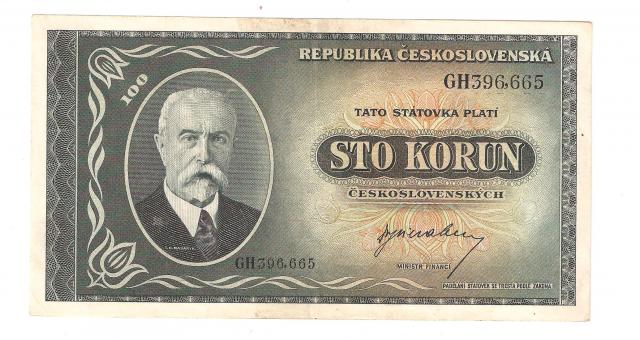 REPUBLIKA ČESKOSLOVENSKÁ
GH396,665
100
TATO STÁTOVKA PLATÍ
STO KORUN
ČESKOSLOVENSKÝCH
T. G. MASARYK
GH396,665
MINISTR FINANCÍ
PADĚLÁNÍ STÁTOVEK SE TRESTÁ PODLE ZÁKONA